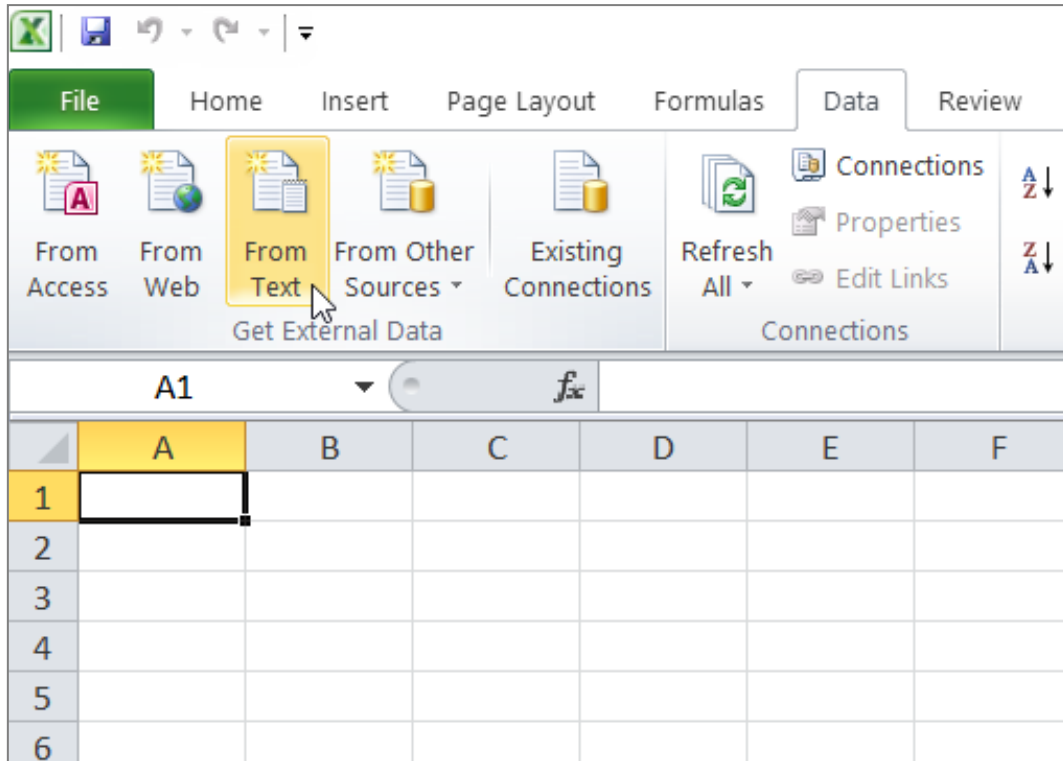 File Home Insert Page Layout Formulas Data Review
From Access
From Web
From Text
From Other Sources
Existing Connections
Get External Data
Refresh All
Connections
Properties
Edit Links
Connections
A
Z
Z
A
A1 fx
A B C D E F
1
2
3
4
5
6